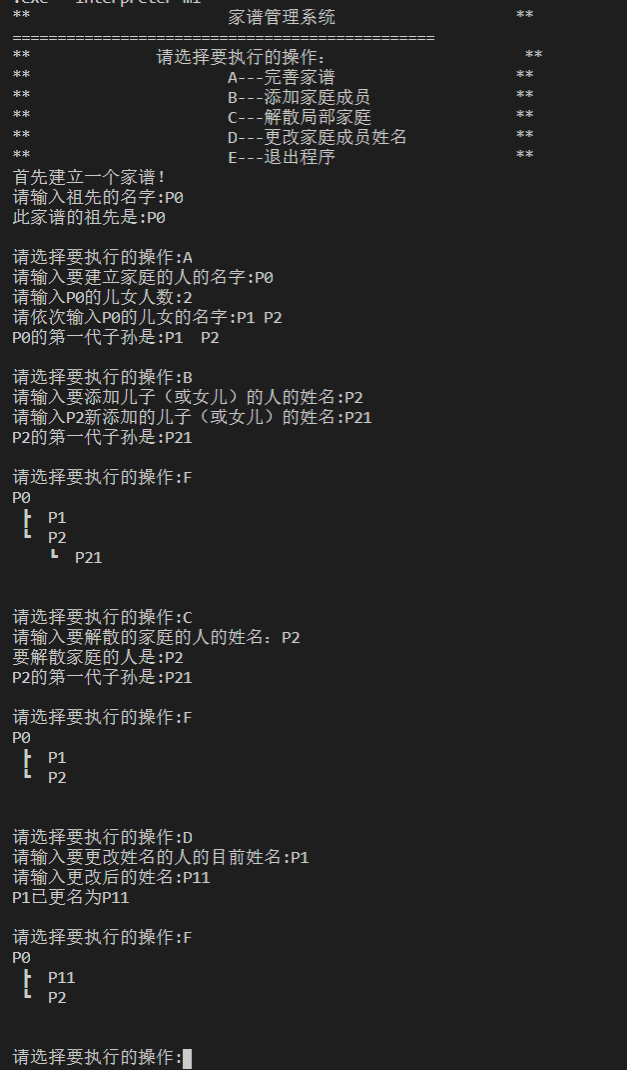 .exe --interpreter=mi
** 家谱管理系统 **
===============================================
** 请选择要执行的操作： **
** A---完善家谱 **
** B---添加家庭成员 **
** C---解散局部家庭 **
** D---更改家庭成员姓名 **
** E---退出程序 **
首先建立一个家谱！
请输入祖先的名字:P0
此家谱的祖先是:P0
请选择要执行的操作:A
请输入要建立家庭的人的名字:P0
请输入P0的儿女人数:2
请依次输入P0的儿女的名字:P1 P2
P0的第一代子孙是:P1 P2
请选择要执行的操作:B
请输入要添加儿子（或女儿）的人的姓名:P2
请输入P2新添加的儿子（或女儿）的姓名:P21
P2的第一代子孙是:P21
请选择要执行的操作:F
P0
┣ P1
┗ P2
┗ P21
请选择要执行的操作:C
请输入要解散的家庭的人的姓名：P2
要解散家庭的人是:P2
P2的第一代子孙是:P21
请选择要执行的操作:F
P0
┣ P1
┗ P2
请选择要执行的操作:D
请输入要更改姓名的人的目前姓名:P1
请输入更改后的姓名:P11
P1已更名为P11
请选择要执行的操作:F
P0
┣ P11
┗ P2
请选择要执行的操作: